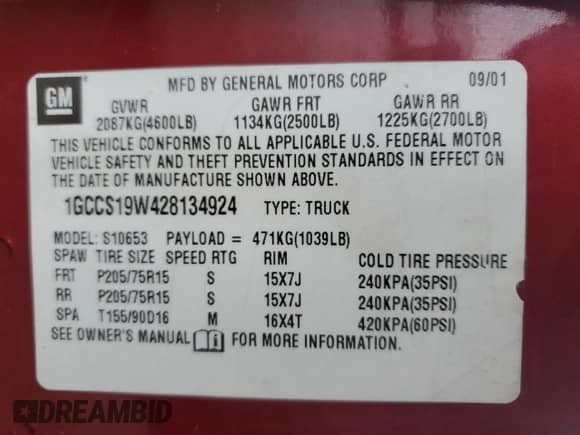 GM MFD BY GENERAL MOTORS CORP 09/01
GVWR GAWR FRT GAWR RR
2087KG(4600LB) 1134KG(2500LB) 1225KG(2700LB)
THIS VEHICLE CONFORMS TO ALL APPLICABLE U.S. FEDERAL MOTOR
VEHICLE SAFETY AND THEFT PREVENTION STANDARDS IN EFFECT ON
THE DATE OF MANUFACTURE SHOWN ABOVE.
1GCCS19W428134924 TYPE: TRUCK
MODEL: S10653 PAYLOAD = 471KG(1039LB)
SPAW TIRE SIZE SPEED RTG RIM COLD TIRE PRESSURE
FRT P205/75R15 S 15X7J 240KPA(35PSI)
RR P205/75R15 S 15X7J 240KPA(35PSI)
SPA T155/90D16 M 16X4T 420KPA(60PSI)
SEE OWNER'S MANUAL FOR MORE INFORMATION.
DREAMBID